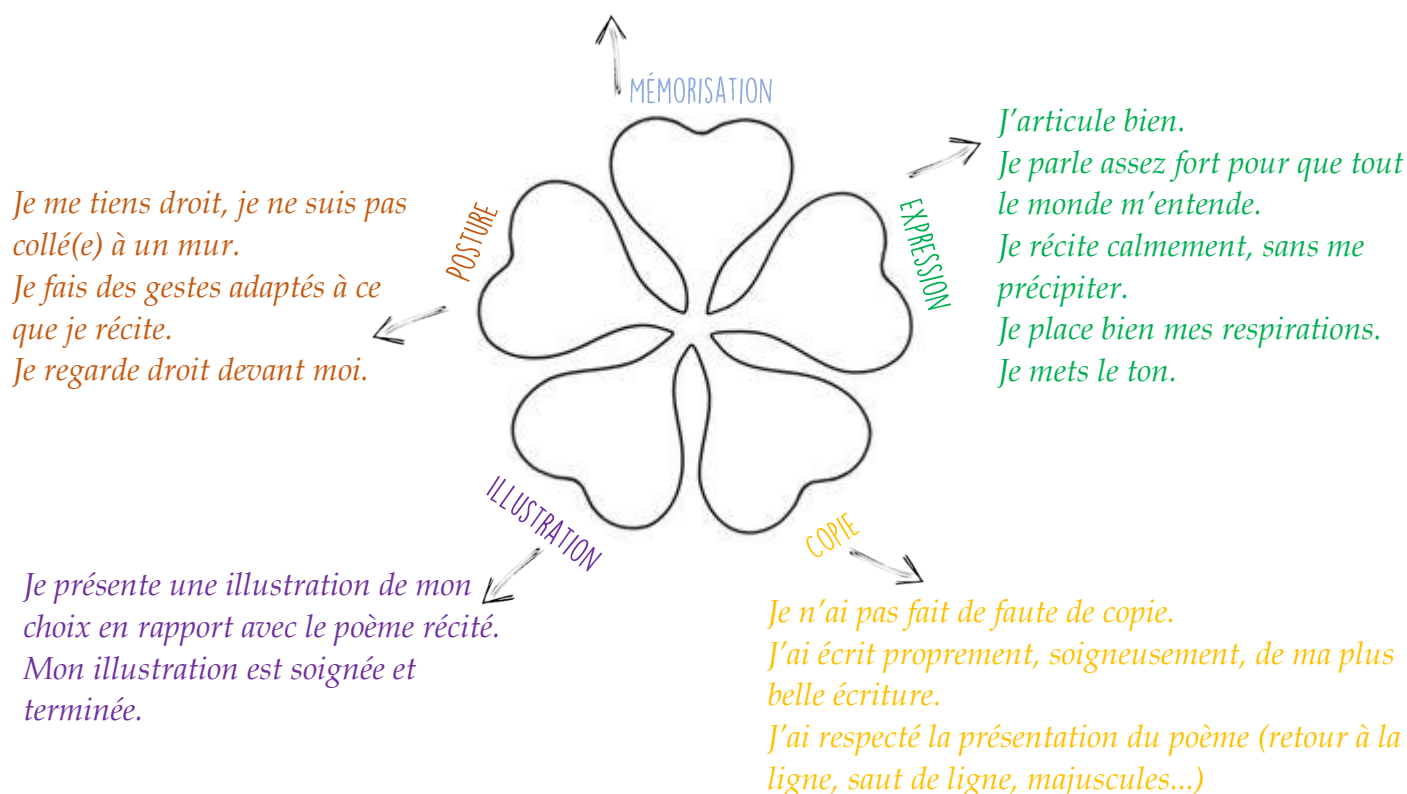 MÉMORISATION
J'articule bien.
Je parle assez fort pour que tout
le monde m'entende.
Je récite calmement, sans me
précipiter.
Je place bien mes respirations.
Je mets le ton.
EXPRESSION
Je me tiens droit, je ne suis pas
collé(e) à un mur.
Je fais des gestes adaptés à ce
que je récite.
Je regarde droit devant moi.
POSTURE
ILLUSTRATION
Je présente une illustration de mon
choix en rapport avec le poème récité.
Mon illustration est soignée et
terminée.
COPIE
Je n'ai pas fait de faute de copie.
J'ai écrit proprement, soigneusement, de ma plus
belle écriture.
J'ai respecté la présentation du poème (retour à la
ligne, saut de ligne, majuscules...)